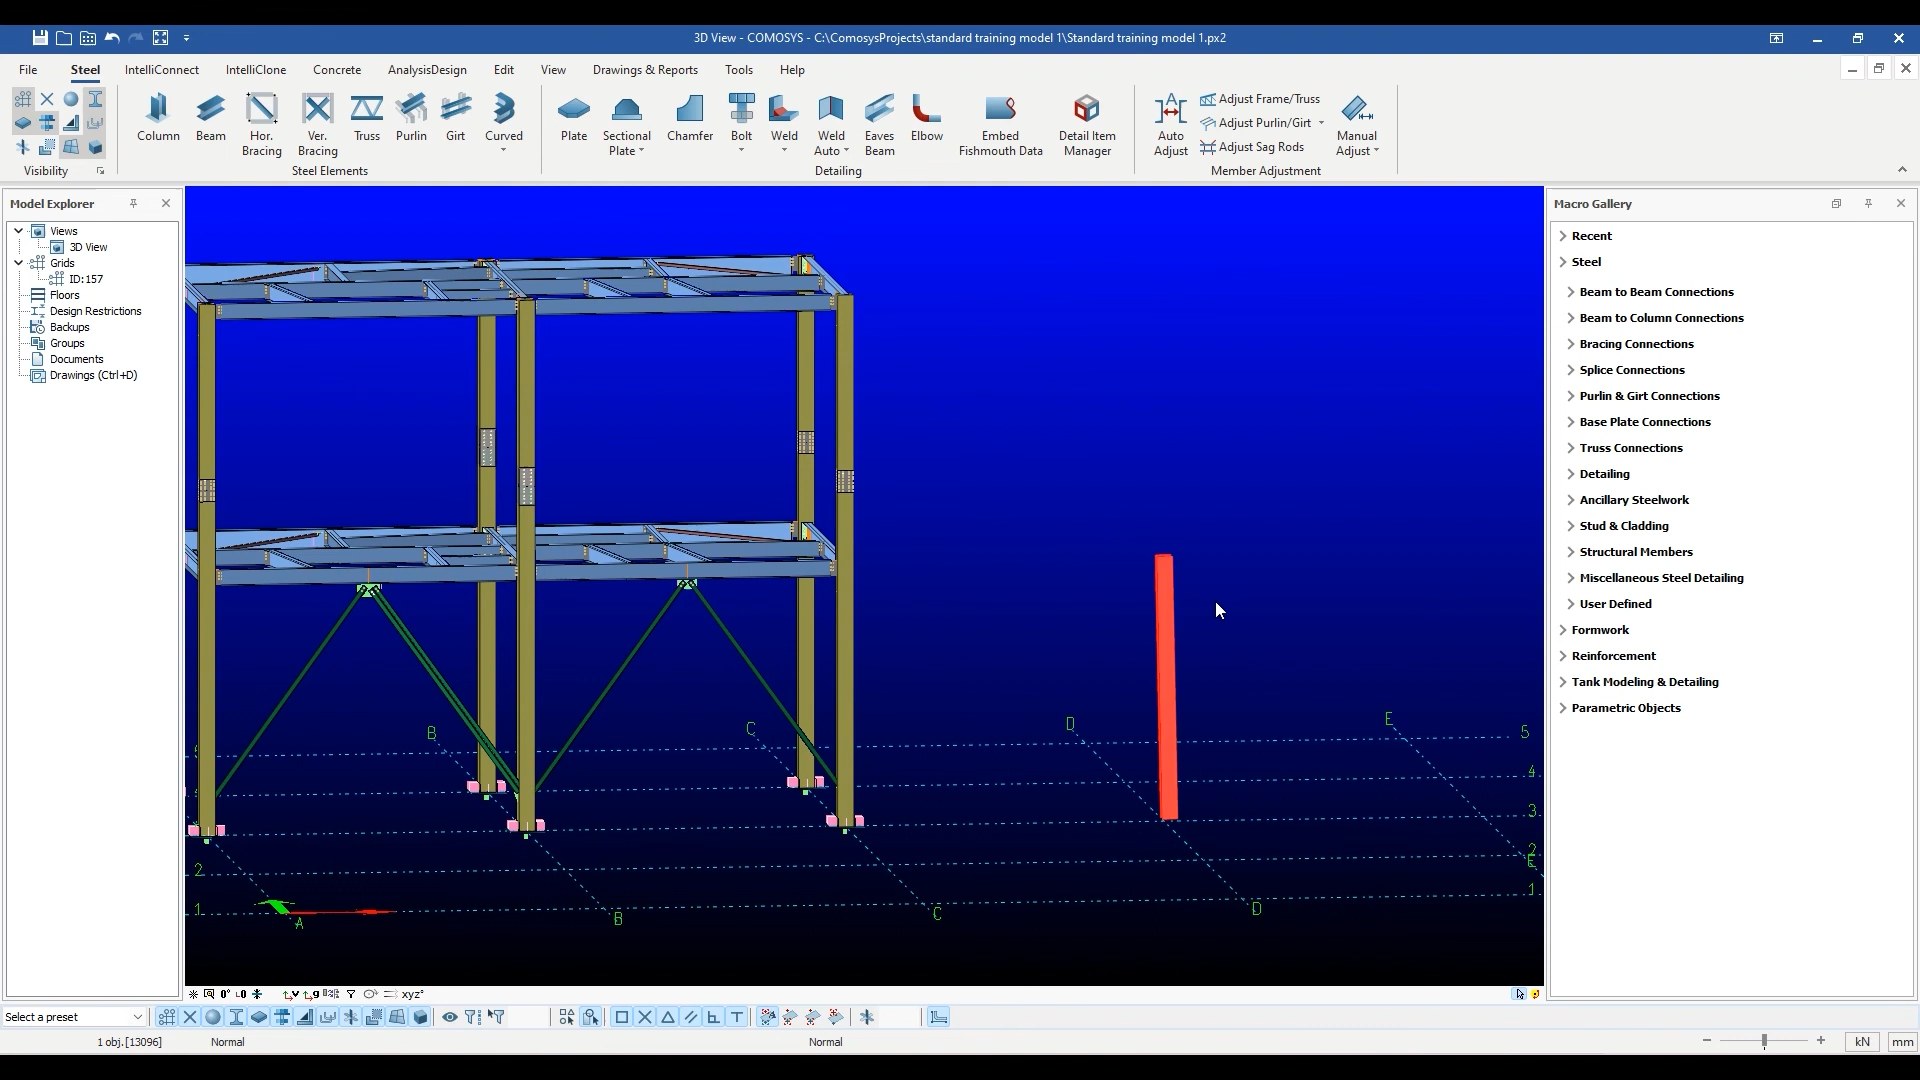 3D View - COMOSYS - C:\ComosysProjects\standard training model 1\Standard training model 1.px2
File Steel IntelliConnect IntelliClone Concrete AnalysisDesign Edit View Drawings & Reports Tools Help
Column Beam Hor. Bracing Ver. Bracing Truss Purlin Girt Curved
Plate Sectional Plate Chamfer Bolt Weld Weld Auto Eaves Beam Elbow Embed Fishmouth Data Detail Item Manager
Auto Adjust
Adjust Frame/Truss
Adjust Purlin/Girt
Adjust Sag Rods
Manual Adjust
Visibility Steel Elements Detailing Member Adjustment
Model Explorer
Views
3D View
Grids
ID:157
Floors
Design Restrictions
Backups
Groups
Documents
Drawings (Ctrl+D)
B C D E 5
4
3
2 2
E
1 1
A B C D
Macro Gallery
Recent
Steel
Beam to Beam Connections
Beam to Column Connections
Bracing Connections
Splice Connections
Purlin & Girt Connections
Base Plate Connections
Truss Connections
Detailing
Ancillary Steelwork
Stud & Cladding
Structural Members
Miscellaneous Steel Detailing
User Defined
Formwork
Reinforcement
Tank Modeling & Detailing
Parametric Objects
xyz°
Select a preset
1 obj.[13096] Normal Normal kN mm